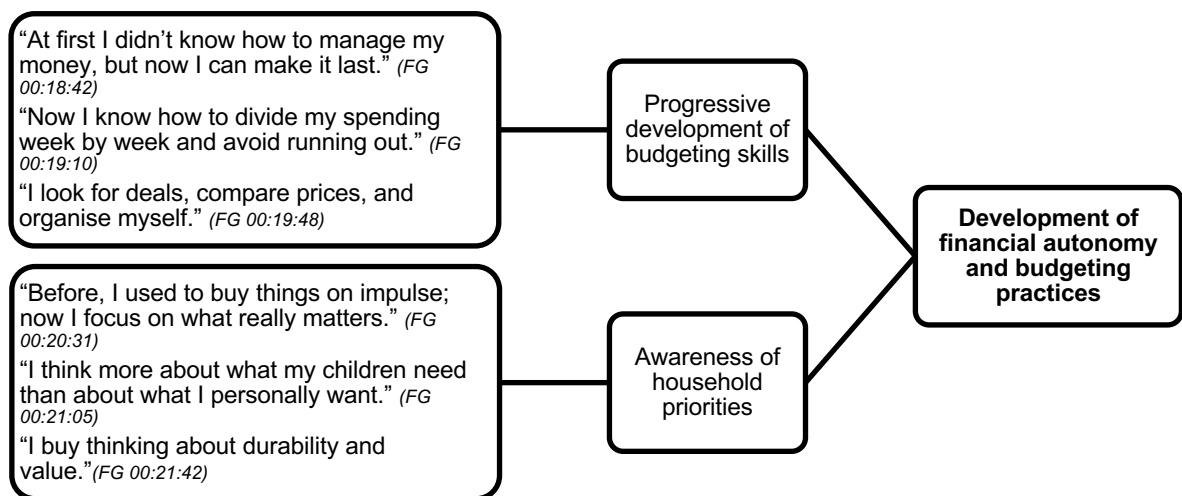 “At first I didn’t know how to manage my
money, but now I can make it last.” (FG
00:18:42)
“Now I know how to divide my spending
week by week and avoid running out.” (FG
00:19:10)
“I look for deals, compare prices, and
organise myself.” (FG 00:19:48)
Progressive
development of
budgeting skills
“Before, I used to buy things on impulse;
now I focus on what really matters.” (FG
00:20:31)
“I think more about what my children need
than about what I personally want.” (FG
00:21:05)
“I buy thinking about durability and
value.”(FG 00:21:42)
Awareness of
household
priorities
Development of
financial autonomy
and budgeting
practices